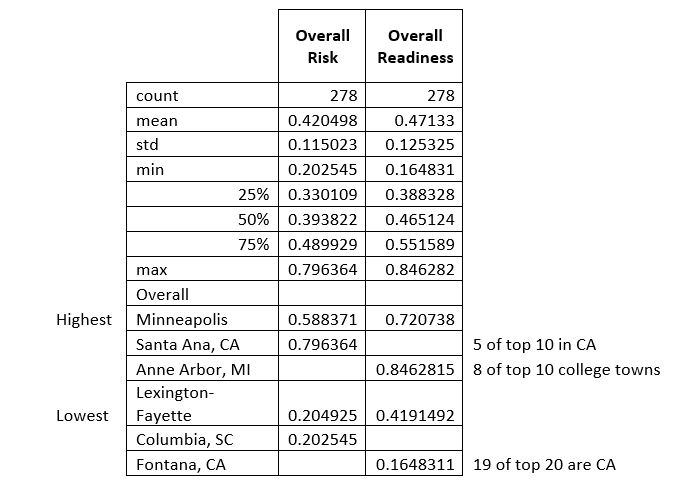 Overall Risk Overall Readiness
count 278 278
mean 0.420498 0.47133
std 0.115023 0.125325
min 0.202545 0.164831
25% 0.330109 0.388328
50% 0.393822 0.465124
75% 0.489929 0.551589
max 0.796364 0.846282
Overall
Highest Minneapolis 0.588371 0.720738
Santa Ana, CA 0.796364 5 of top 10 in CA
Anne Arbor, MI 0.8462815 8 of top 10 college towns
Lexington-
Lowest Fayette 0.204925 0.4191492
Columbia, SC 0.202545
Fontana, CA 0.1648311 19 of top 20 are CA